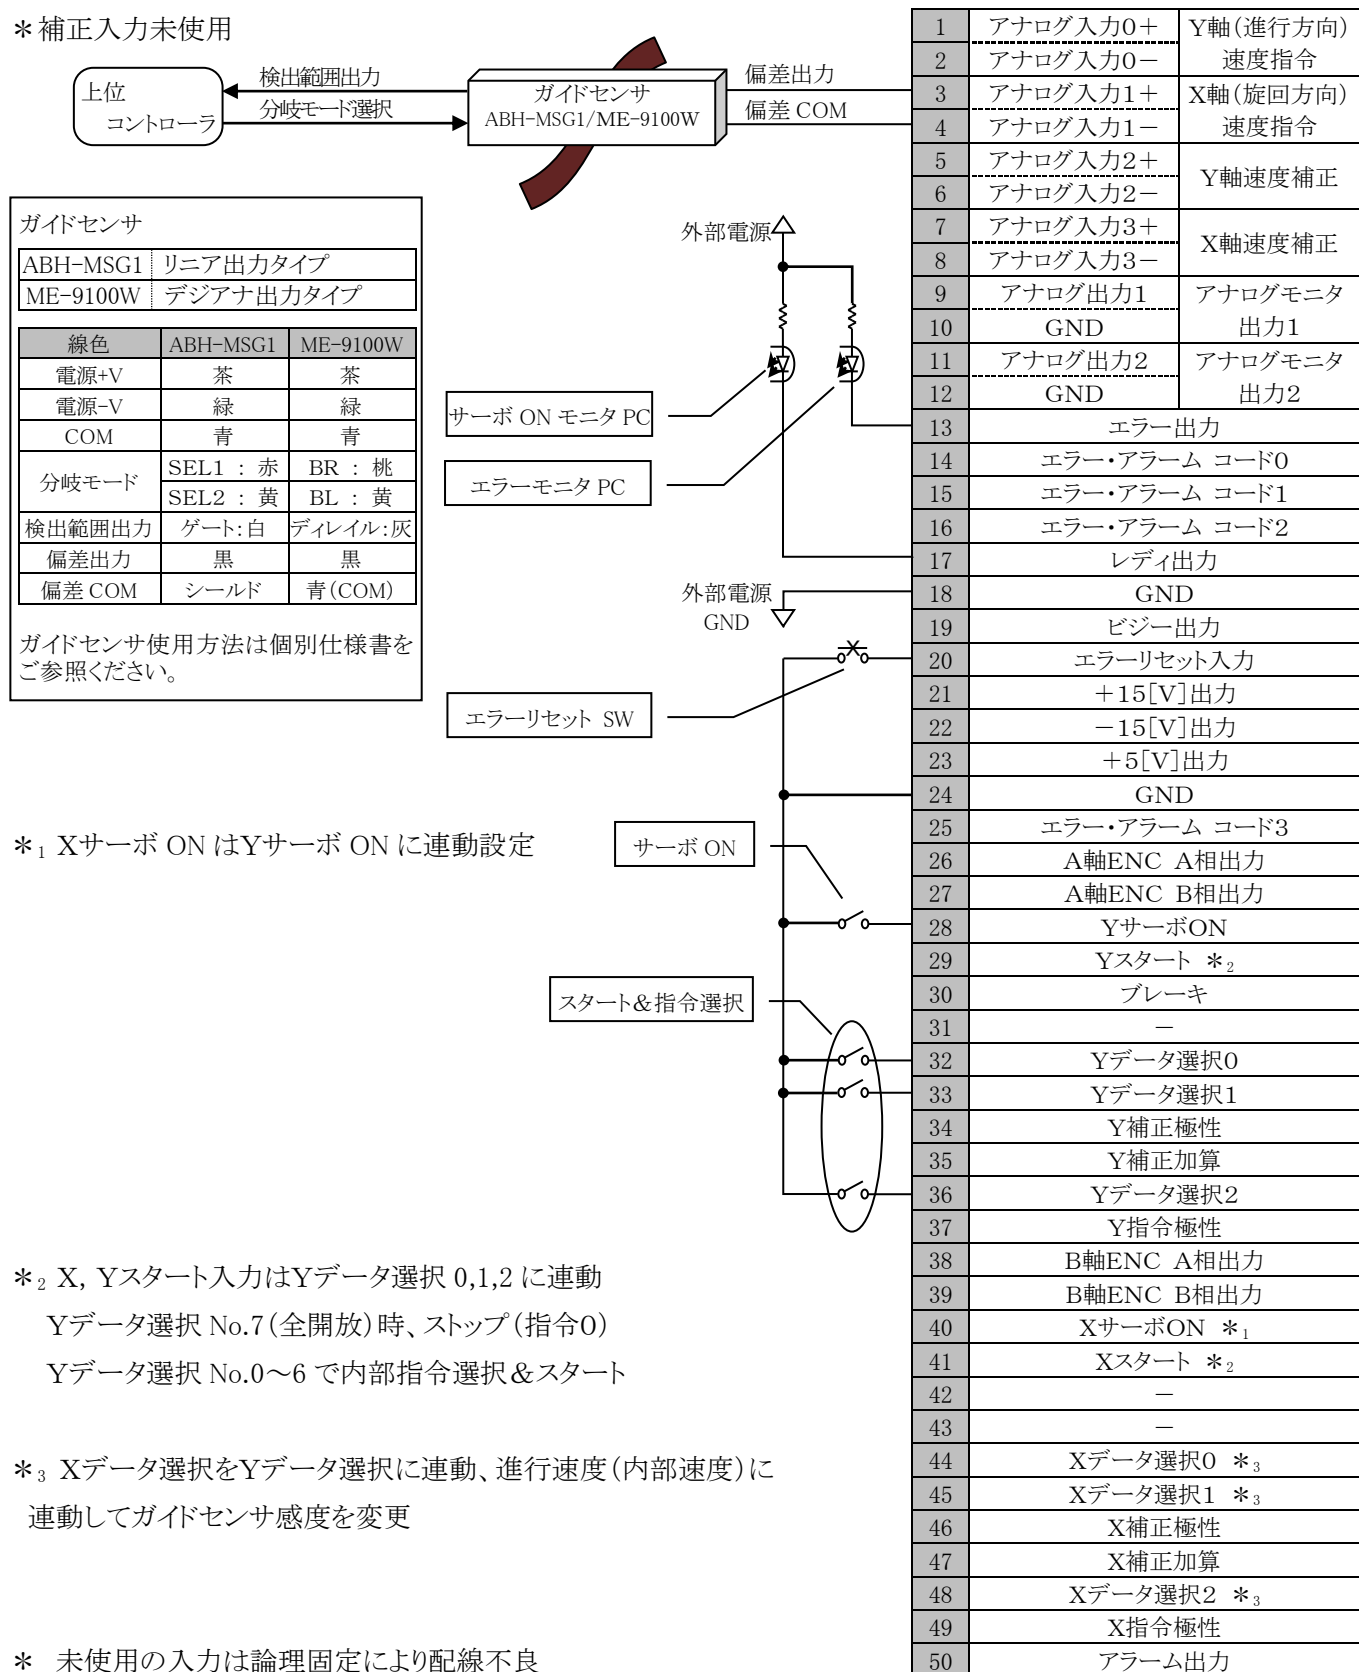 ＊補正入力未使用
上位
コントローラ
検出範囲出力
分岐モード選択
ガイドセンサ
ABH-MSG1/ME-9100W
偏差出力
偏差 COM
ガイドセンサ
ABH-MSG1 リニア出力タイプ
ME-9100W デジアナ出力タイプ
線色 ABH-MSG1 ME-9100W
電源+V 茶 茶
電源-V 緑 緑
COM 青 青
分岐モード SEL1 : 赤 BR : 桃
SEL2 : 黄 BL : 黄
検出範囲出力 ゲート:白 ディレイル:灰
偏差出力 黒 黒
偏差 COM シールド 青(COM)
ガイドセンサ使用方法は個別仕様書を
ご参照ください。
外部電源
サーボ ON モニタ PC
エラーモニタ PC
外部電源
GND
エラーリセット SW
＊1 Xサーボ ON はYサーボ ON に連動設定
サーボ ON
スタート＆指令選択
＊2 X, Yスタート入力はYデータ選択 0,1,2 に連動
Yデータ選択 No.7（全開放）時、ストップ（指令0）
Yデータ選択 No.0～6 で内部指令選択＆スタート
＊3 Xデータ選択をYデータ選択に連動、進行速度（内部速度）に
連動してガイドセンサ感度を変更
＊ 未使用の入力は論理固定により配線不良
1 アナログ入力0＋ Y軸（進行方向）
2 アナログ入力0－ 速度指令
3 アナログ入力1＋ X軸（旋回方向）
4 アナログ入力1－ 速度指令
5 アナログ入力2＋ Y軸速度補正
6 アナログ入力2－
7 アナログ入力3＋ X軸速度補正
8 アナログ入力3－
9 アナログ出力1 アナログモニタ
10 GND 出力1
11 アナログ出力2 アナログモニタ
12 GND 出力2
13 エラー出力
14 エラー・アラーム コード0
15 エラー・アラーム コード1
16 エラー・アラーム コード2
17 レディ出力
18 GND
19 ビジー出力
20 エラーリセット入力
21 ＋15[V]出力
22 －15[V]出力
23 ＋5[V]出力
24 GND
25 エラー・アラーム コード3
26 A軸ENC A相出力
27 A軸ENC B相出力
28 YサーボON
29 Yスタート ＊2
30 ブレーキ
31 －
32 Yデータ選択0
33 Yデータ選択1
34 Y補正極性
35 Y補正加算
36 Yデータ選択2
37 Y指令極性
38 B軸ENC A相出力
39 B軸ENC B相出力
40 XサーボON ＊1
41 Xスタート ＊2
42 －
43 －
44 Xデータ選択0 ＊3
45 Xデータ選択1 ＊3
46 X補正極性
47 X補正加算
48 Xデータ選択2 ＊3
49 X指令極性
50 アラーム出力